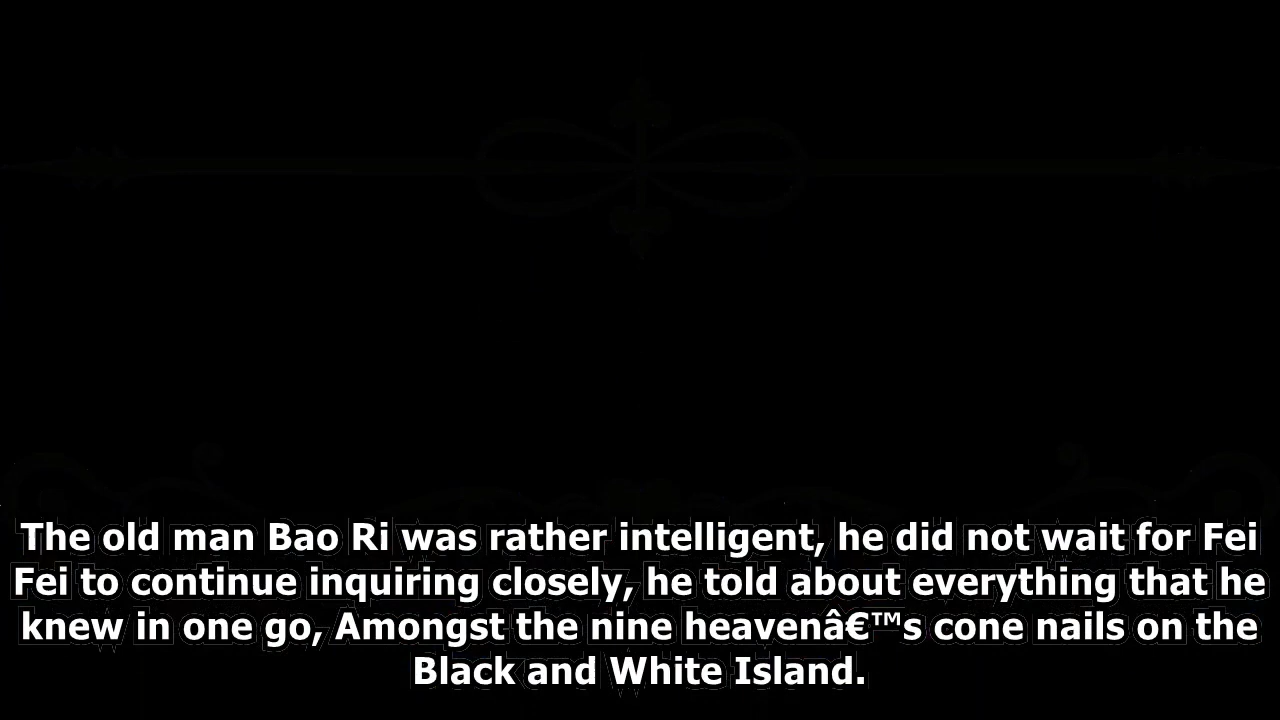 The old man Bao Ri was rather intelligent, he did not wait for Fei
Fei to continue inquiring closely, he told about everything that he
knew in one go, Amongst the nine heavenâ€™s cone nails on the
Black and White Island.